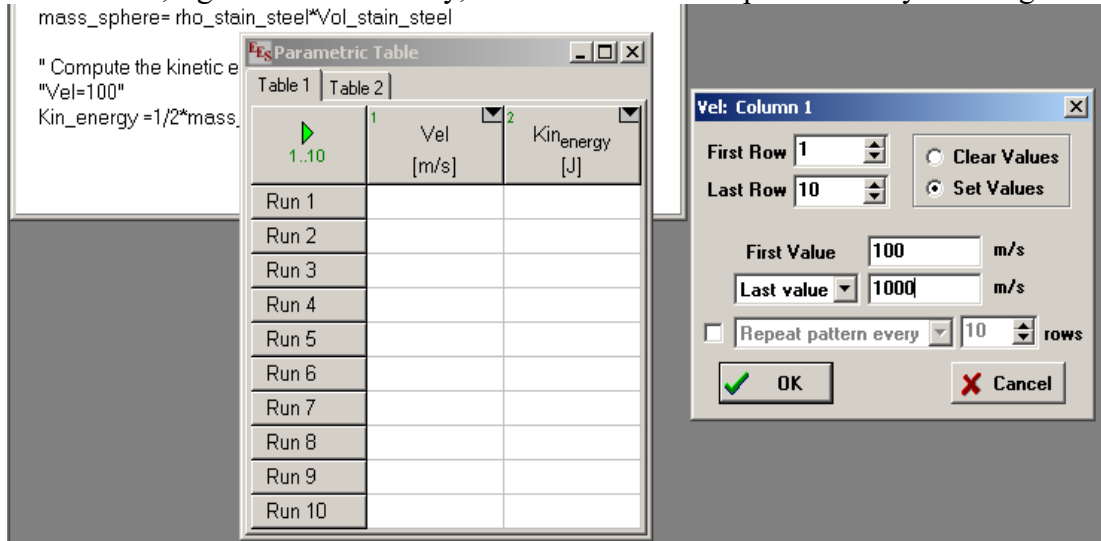 mass_sphere= rho_stain_steel*Vol_stain_steel
" Compute the kinetic e
"Vel=100"
Kin_energy =1/2*mass_
EES Parametric Table
Table 1 Table 2
1..10
1 Vel [m/s]
2 Kinenergy [J]
Run 1
Run 2
Run 3
Run 4
Run 5
Run 6
Run 7
Run 8
Run 9
Run 10
Vel: Column 1
First Row 1
Last Row 10
Clear Values
Set Values
First Value 100 m/s
Last value 1000 m/s
Repeat pattern every 10 rows
OK
Cancel